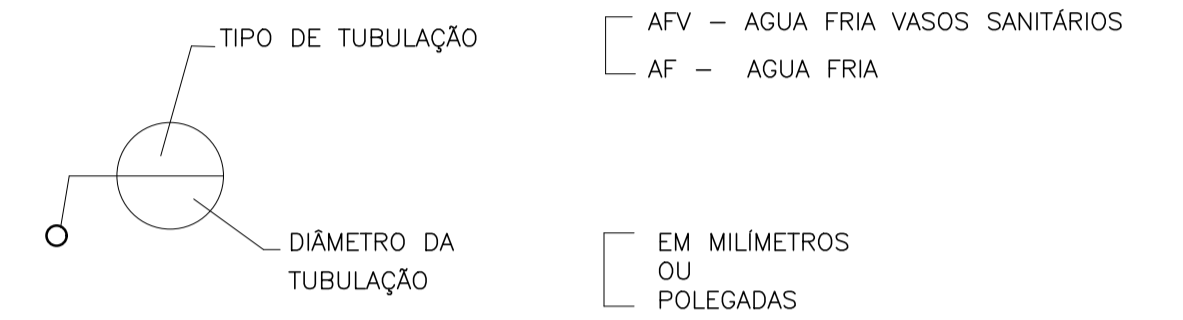 TIPO DE TUBULAÇÃO
AFV – AGUA FRIA VASOS SANITÁRIOS
AF – AGUA FRIA
DIÂMETRO DA
TUBULAÇÃO
EM MILÍMETROS
OU
POLEGADAS